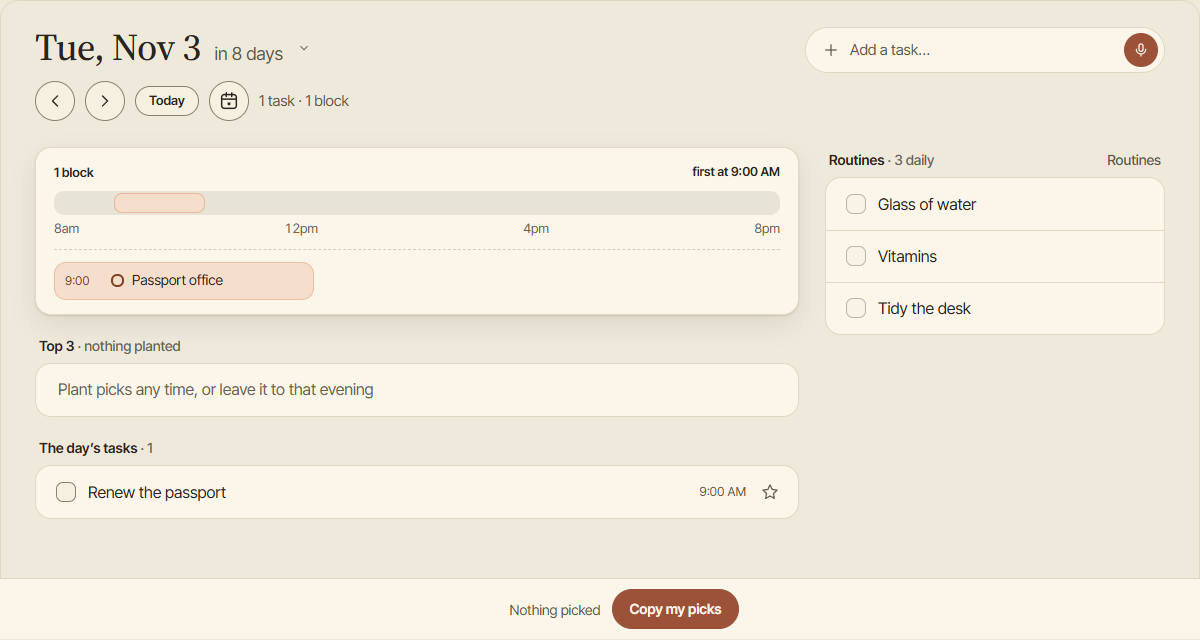 Tue, Nov 3 in 8 days
Add a task...
Today
1 task · 1 block
1 block
first at 9:00 AM
8am 12pm 4pm 8pm
9:00 Passport office
Top 3 · nothing planted
Plant picks any time, or leave it to that evening
The day's tasks · 1
Renew the passport 9:00 AM
Routines · 3 daily
Routines
Glass of water
Vitamins
Tidy the desk
Nothing picked
Copy my picks